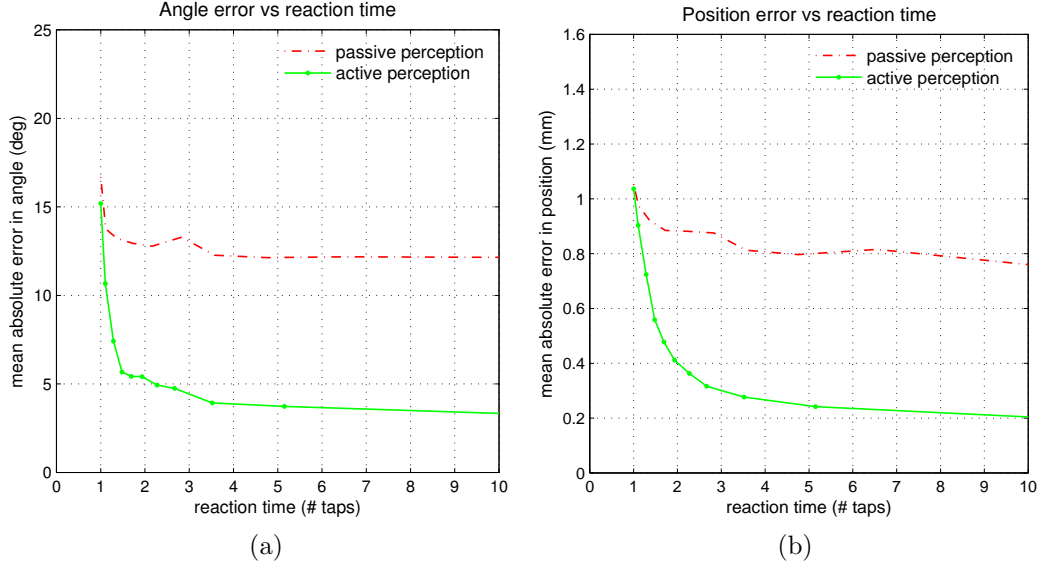 Angle error vs reaction time
25
20
15
10
5
0
mean absolute error in angle (deg)
passive perception
active perception
0 1 2 3 4 5 6 7 8 9 10
reaction time (# taps)
(a)
Position error vs reaction time
1.6
1.4
1.2
1
0.8
0.6
0.4
0.2
0
mean absolute error in position (mm)
passive perception
active perception
0 1 2 3 4 5 6 7 8 9 10
reaction time (# taps)
(b)